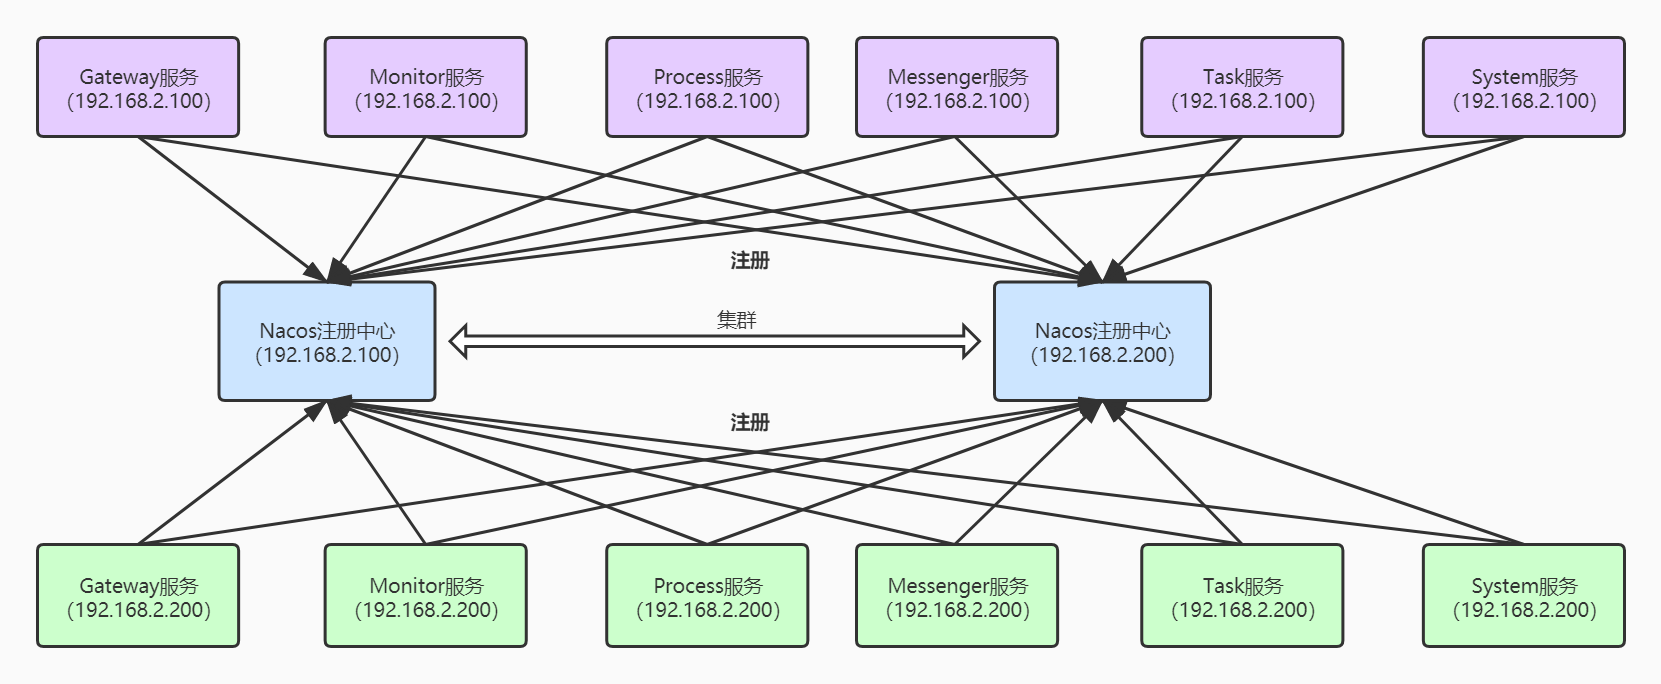 Gateway服务
（192.168.2.100）
Monitor服务
（192.168.2.100）
Process服务
（192.168.2.100）
Messenger服务
（192.168.2.100）
Task服务
（192.168.2.100）
System服务
（192.168.2.100）
注册
Nacos注册中心
（192.168.2.100）
集群
Nacos注册中心
（192.168.2.200）
注册
Gateway服务
（192.168.2.200）
Monitor服务
（192.168.2.200）
Process服务
（192.168.2.200）
Messenger服务
（192.168.2.200）
Task服务
（192.168.2.200）
System服务
（192.168.2.200）